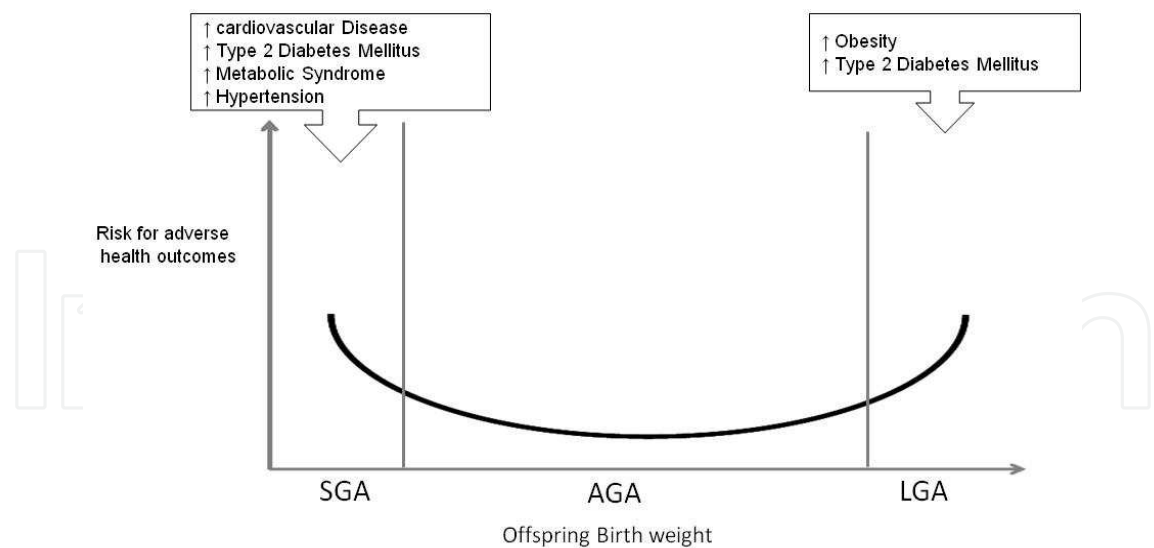 ↑ cardiovascular Disease
↑ Type 2 Diabetes Mellitus
↑ Metabolic Syndrome
↑ Hypertension
↑ Obesity
↑ Type 2 Diabetes Mellitus
Risk for adverse
health outcomes
SGA AGA LGA
Offspring Birth weight